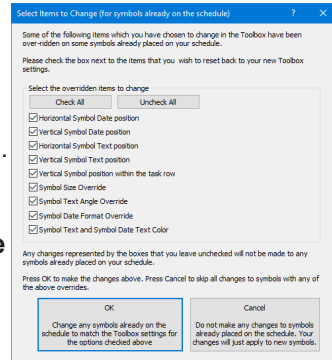 Select Items to Change (for symbols already on the schedule) ? ×
Some of the following items which you have chosen to change in the Toolbox have been
over-ridden on some symbols already placed on your schedule.
Please check the box next to the items that you wish to reset back to your new Toolbox
settings.
Select the overridden items to change
Check All Uncheck All
Horizontal Symbol Date position
Vertical Symbol Date position
Horizontal Symbol Text position
.
Vertical Symbol Text position
Vertical Symbol position within the task row
Symbol Size Override
Symbol Text Angle Override
Symbol Date Format Override
e
Symbol Text and Symbol Date Text Color
Any changes represented by the boxes that you leave unchecked will not be made to any
symbols already placed on your schedule.
Press OK to make the changes above. Press Cancel to skip all changes to symbols with any of
the above overrides.
OK
Change any symbols already on the
schedule to match the Toolbox settings for
the options checked above
Cancel
Do not make any changes to symbols
already placed on the schedule. Your
changes will just apply to new symbols.